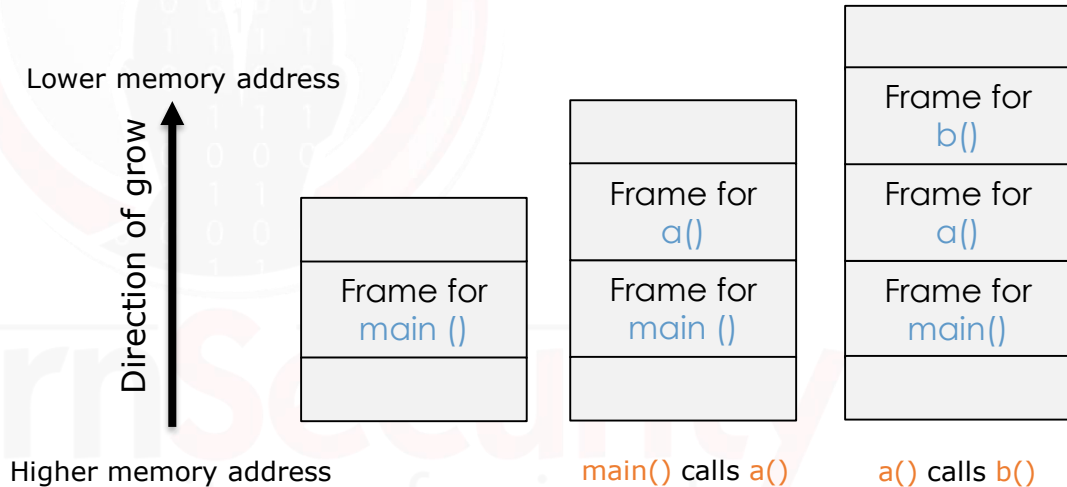 Lower memory address
Direction of grow
Higher memory address
Frame for
main ()
Frame for
a()
Frame for
main ()
main() calls a()
Frame for
b()
Frame for
a()
Frame for
main()
a() calls b()
rnSecurity